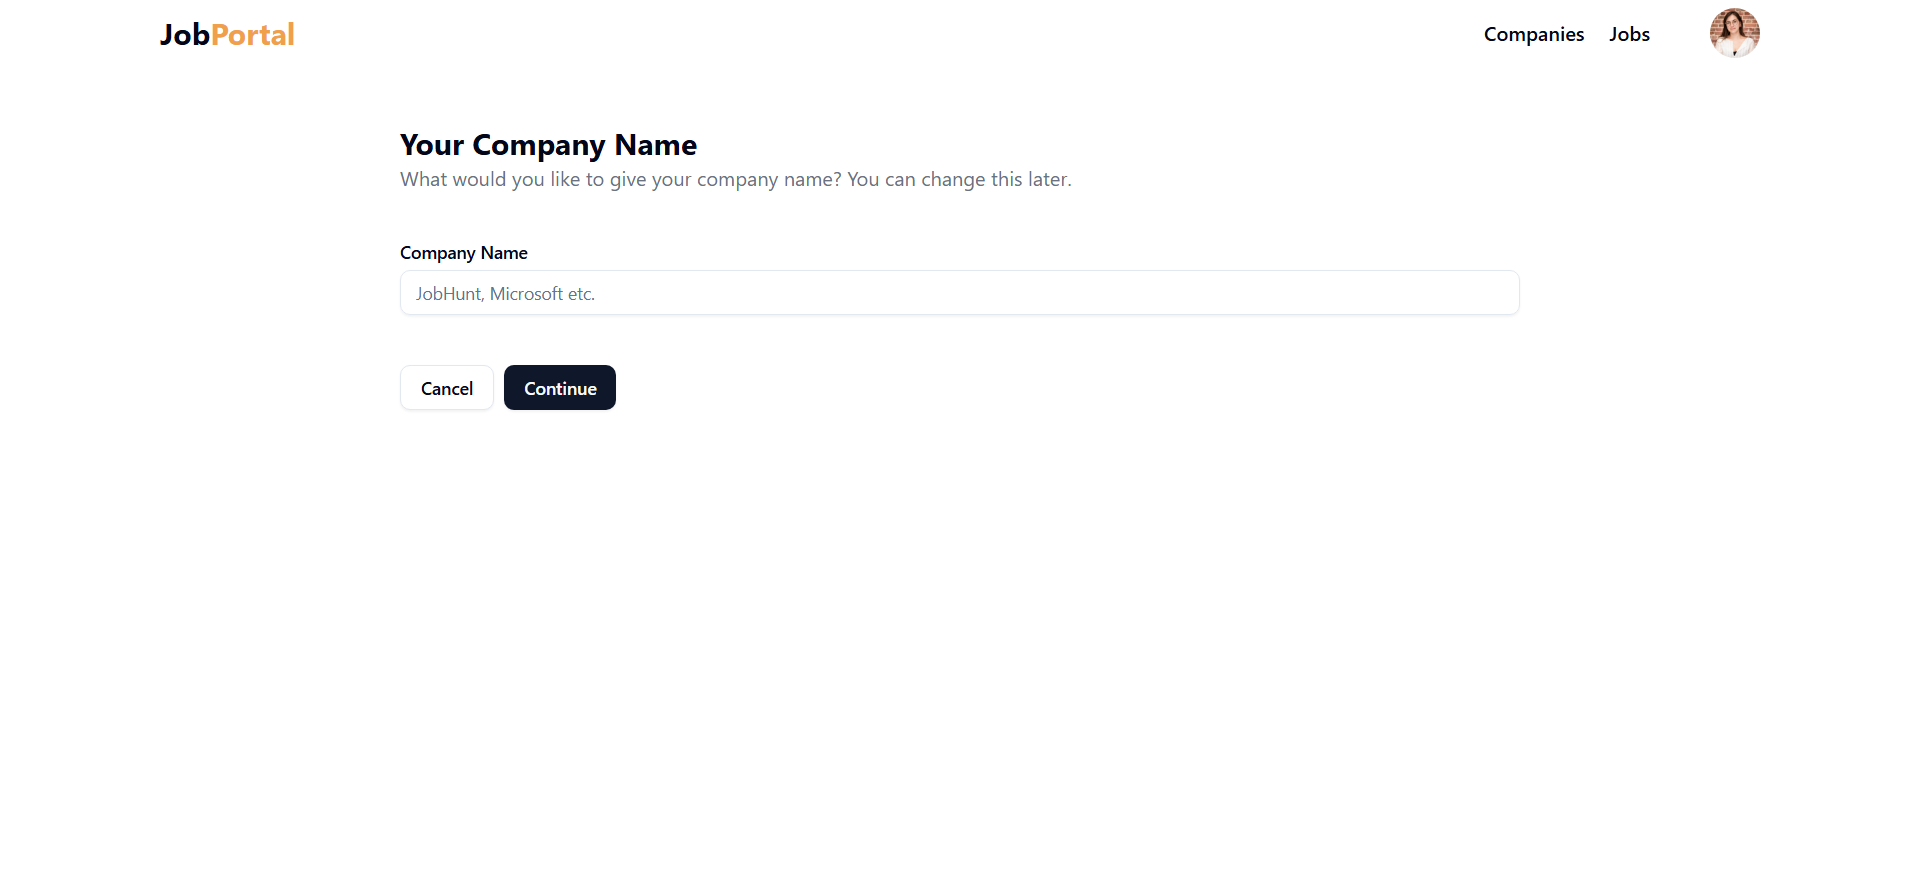 JobPortal
Companies Jobs
Your Company Name
What would you like to give your company name? You can change this later.
Company Name
JobHunt, Microsoft etc.
Cancel Continue